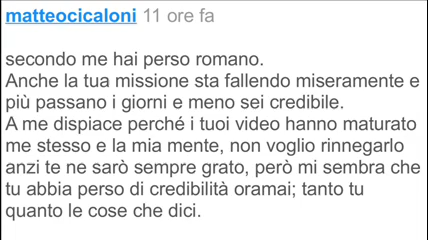 matteocicaloni 11 ore fa
secondo me hai perso romano.
Anche la tua missione sta fallendo miseramente e
più passano i giorni e meno sei credibile.
A me dispiace perché i tuoi video hanno maturato
me stesso e la mia mente, non voglio rinnegarlo
anzi te ne sarò sempre grato, però mi sembra che
tu abbia perso di credibilità oramai; tanto tu
quanto le cose che dici.